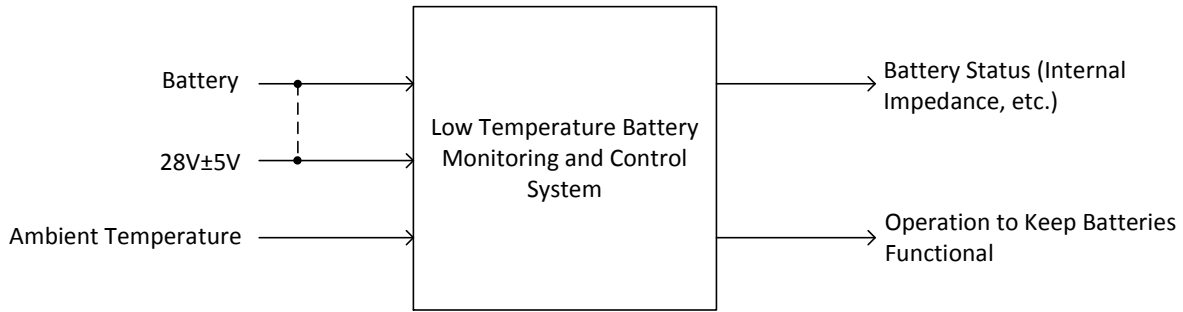 Battery
28V±5V
Ambient Temperature
Low Temperature Battery
Monitoring and Control
System
Battery Status (Internal
Impedance, etc.)
Operation to Keep Batteries
Functional